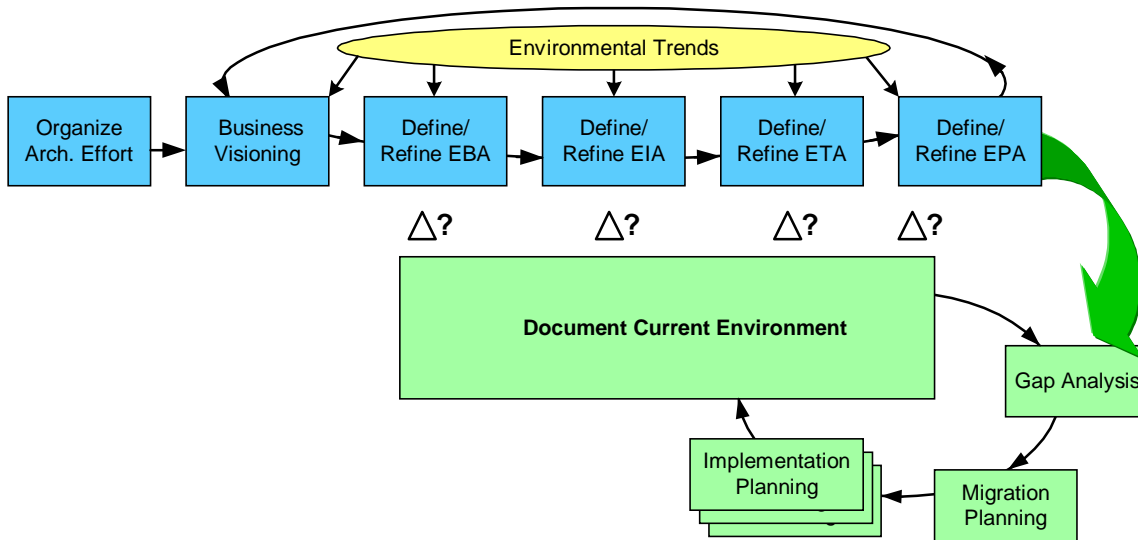 Environmental Trends
Organize
Arch. Effort
Business
Visioning
Define/
Refine EBA
Define/
Refine EIA
Define/
Refine ETA
Define/
Refine EPA
△?
△?
△?
△?
Document Current Environment
Gap Analysis
Implementation
Planning
Migration
Planning